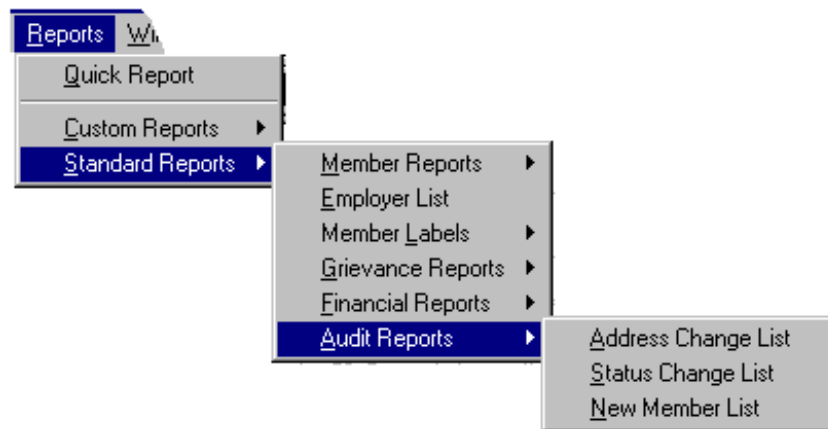 Reports
Quick Report
Custom Reports
Standard Reports
Member Reports
Employer List
Member Labels
Grievance Reports
Financial Reports
Audit Reports
Address Change List
Status Change List
New Member List